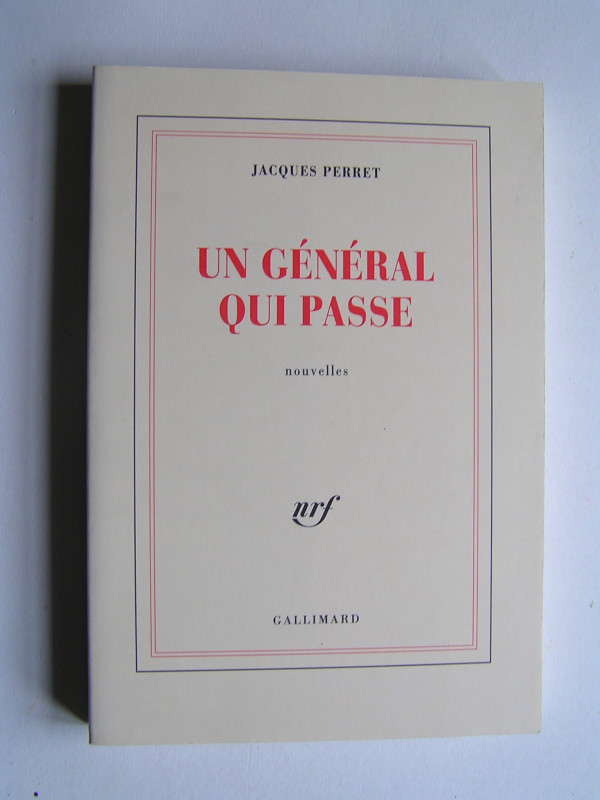 JACQUES PERRET
UN GÉNÉRAL
QUI PASSE
nouvelles
nrf
GALLIMARD